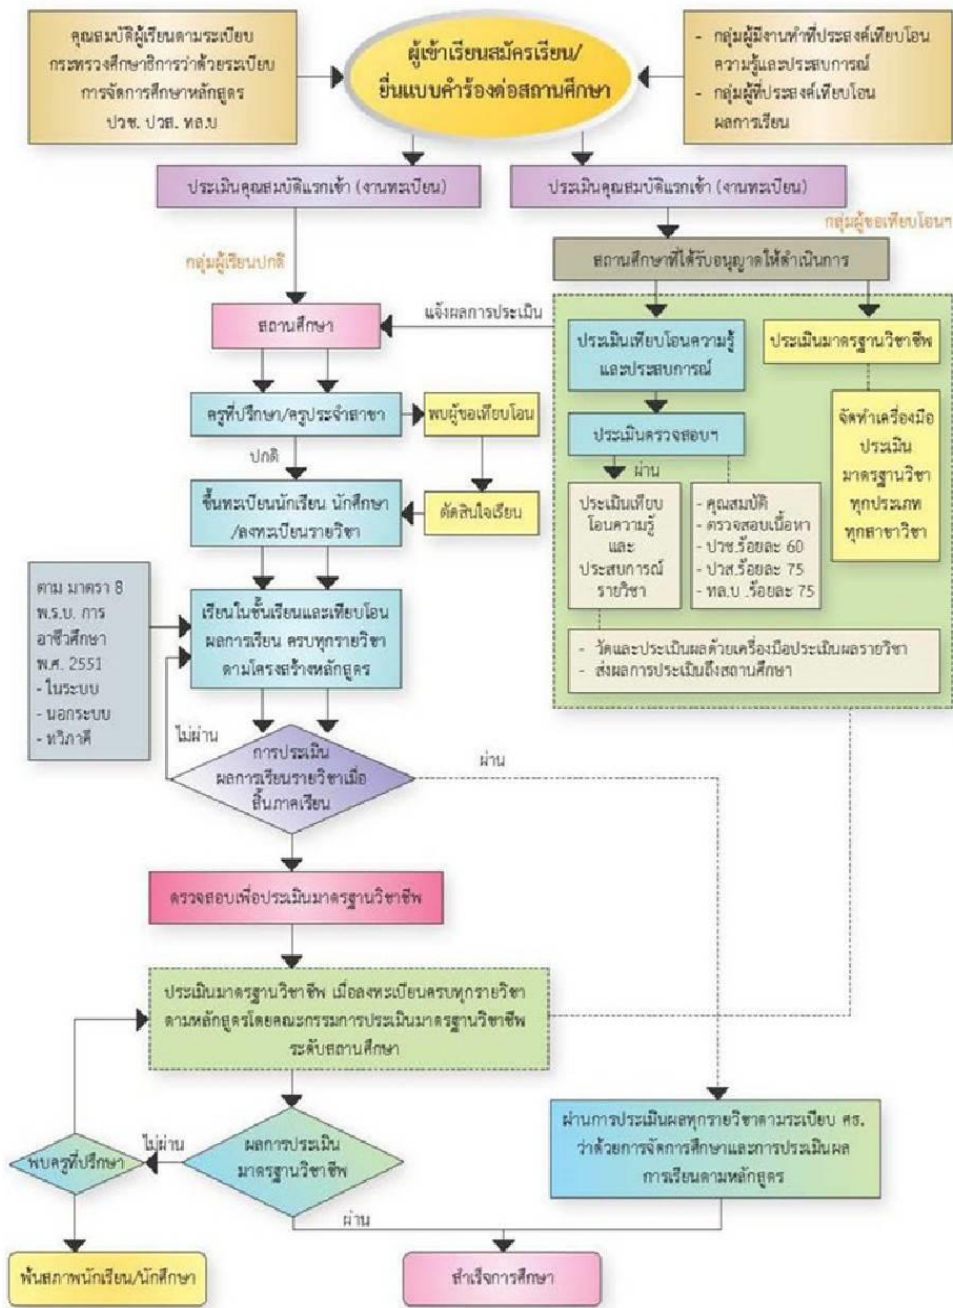 คุณสมบัติผู้เรียนตามระเบียบ
กระทรวงศึกษาธิการว่าด้วยระเบียบ
การจัดการศึกษาหลักสูตร
ปวช. ปวส. ทล.บ
ผู้เข้าเรียนสมัครเรียน/
ยื่นแบบคำร้องต่อสถานศึกษา
- กลุ่มผู้มีงานทำที่ประสงค์เทียบโอน
ความรู้และประสบการณ์
- กลุ่มผู้ที่ประสงค์เทียบโอน
ผลการเรียน
ประเมินคุณสมบัติแรกเข้า (งานทะเบียน)
ประเมินคุณสมบัติแรกเข้า (งานทะเบียน)
กลุ่มผู้เรียนปกติ
กลุ่มผู้ขอเทียบโอนฯ
สถานศึกษาที่ได้รับอนุญาตให้ดำเนินการ
สถานศึกษา
แจ้งผลการประเมิน
ประเมินเทียบโอนความรู้
และประสบการณ์
ประเมินมาตรฐานวิชาชีพ
ครูที่ปรึกษา/ครูประจำสาขา
พบผู้ขอเทียบโอน
ประเมินตรวจสอบฯ
จัดทำเครื่องมือ
ประเมิน
มาตรฐานวิชา
ทุกประเภท
ทุกสาขาวิชา
ปกติ
ผ่าน
ขึ้นทะเบียนนักเรียน นักศึกษา
/ลงทะเบียนรายวิชา
ตัดสินใจเรียน
ประเมินเทียบ
โอนความรู้
และ
ประสบการณ์
รายวิชา
- คุณสมบัติ
- ตรวจสอบเนื้อหา
- ปวช.ร้อยละ 60
- ปวส.ร้อยละ 75
- ทล.บ .ร้อยละ 75
ตาม มาตรา 8
พ.ร.บ. การ
อาชีวศึกษา
พ.ศ. 2551
- ในระบบ
- นอกระบบ
- ทวิภาคี
เรียนในชั้นเรียนและเทียบโอน
ผลการเรียน ครบทุกรายวิชา
ตามโครงสร้างหลักสูตร
- วัดและประเมินผลด้วยเครื่องมือประเมินผลรายวิชา
- ส่งผลการประเมินถึงสถานศึกษา
ไม่ผ่าน
การประเมิน
ผลการเรียนรายวิชาเมื่อ
สิ้นภาคเรียน
ผ่าน
ตรวจสอบเพื่อประเมินมาตรฐานวิชาชีพ
ประเมินมาตรฐานวิชาชีพ เมื่อลงทะเบียนครบทุกรายวิชา
ตามหลักสูตรโดยคณะกรรมการประเมินมาตรฐานวิชาชีพ
ระดับสถานศึกษา
พบครูที่ปรึกษา
ไม่ผ่าน
ผลการประเมิน
มาตรฐานวิชาชีพ
ผ่านการประเมินผลทุกรายวิชาตามระเบียบ ศธ.
ว่าด้วยการจัดการศึกษาและการประเมินผล
การเรียนตามหลักสูตร
ผ่าน
พ้นสภาพนักเรียน/นักศึกษา
สำเร็จการศึกษา